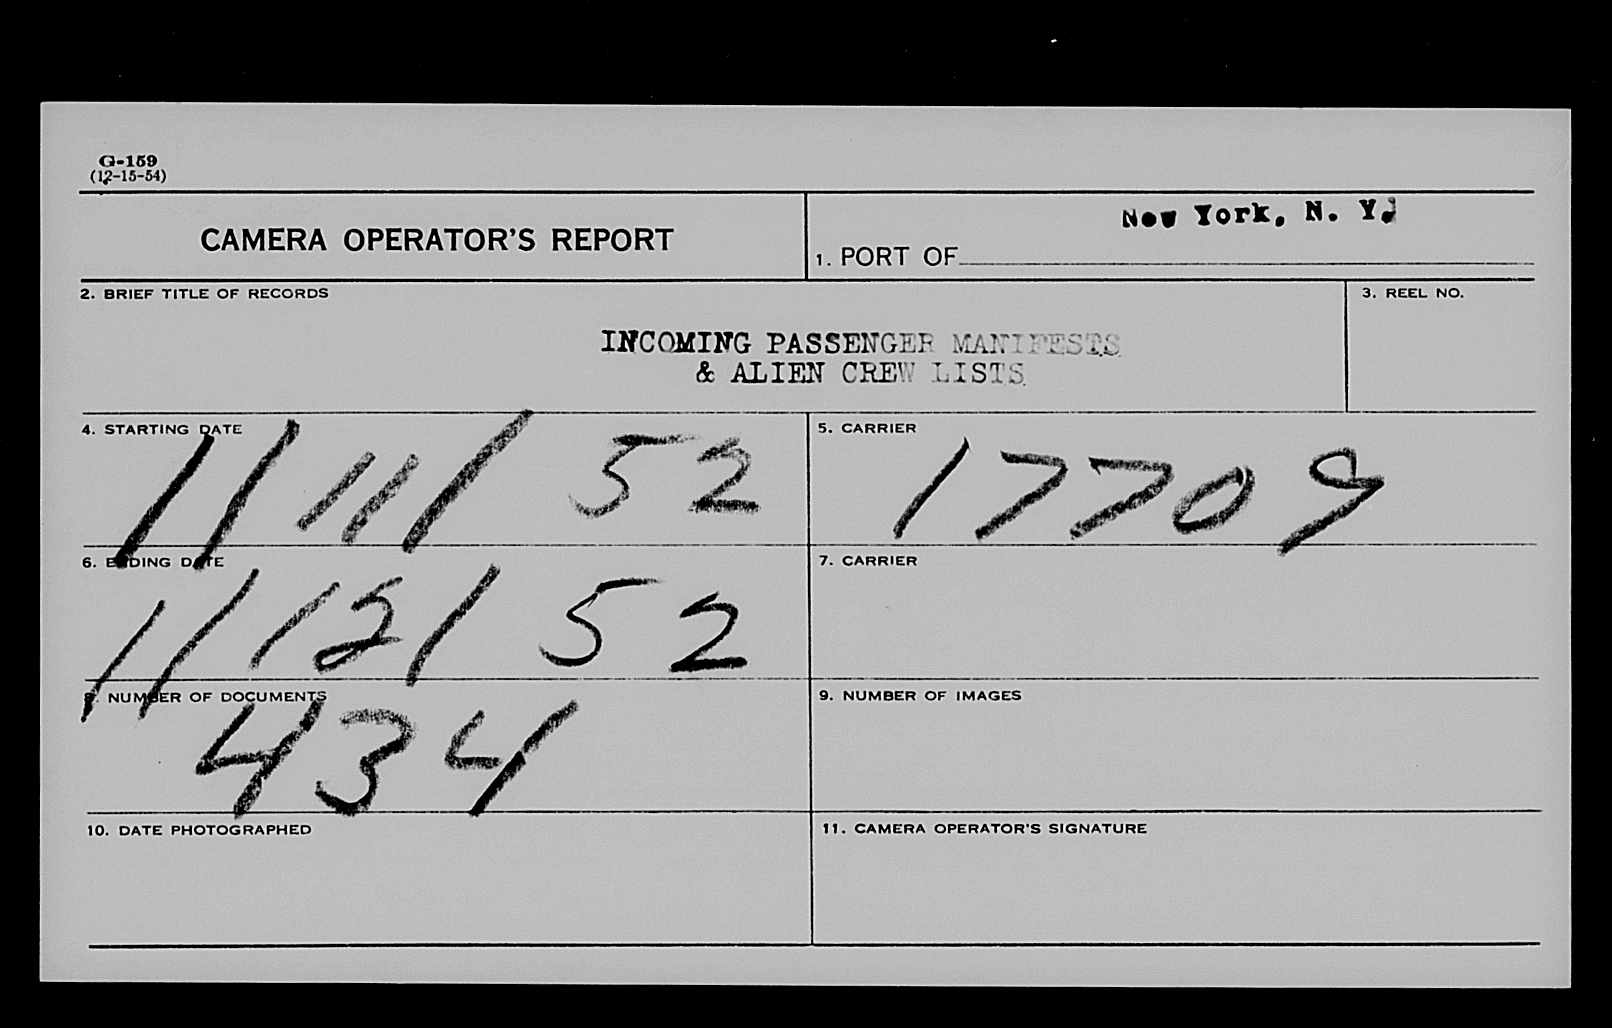 G-159
(12-15-54)
CAMERA OPERATOR'S REPORT
New York, N. Y.
1. PORT OF
2. BRIEF TITLE OF RECORDS
3. REEL NO.
INCOMING PASSENGER MANIFESTS
& ALIEN CREW LISTS
4. STARTING DATE
11/11/52
5. CARRIER
17709
6. ENDING DATE
11/12/52
7. CARRIER
8. NUMBER OF DOCUMENTS
434
9. NUMBER OF IMAGES
10. DATE PHOTOGRAPHED
11. CAMERA OPERATOR'S SIGNATURE